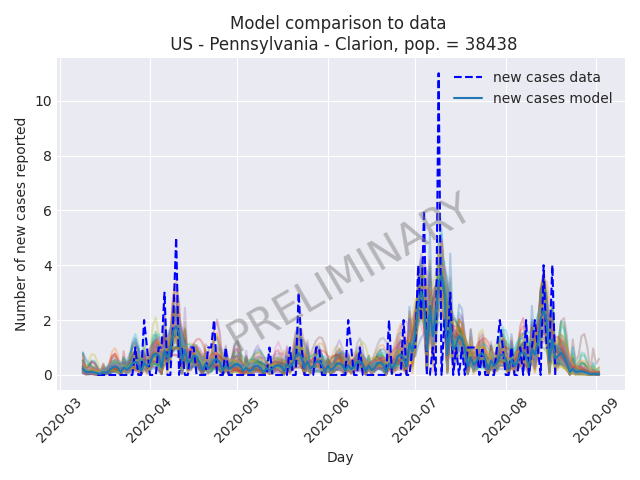 Model comparison to data
US - Pennsylvania - Clarion, pop. = 38438
new cases data
new cases model
Number of new cases reported
10
8
6
4
2
0
PRELIMINARY
2020-03
2020-04
2020-05
2020-06
2020-07
2020-08
2020-09
Day